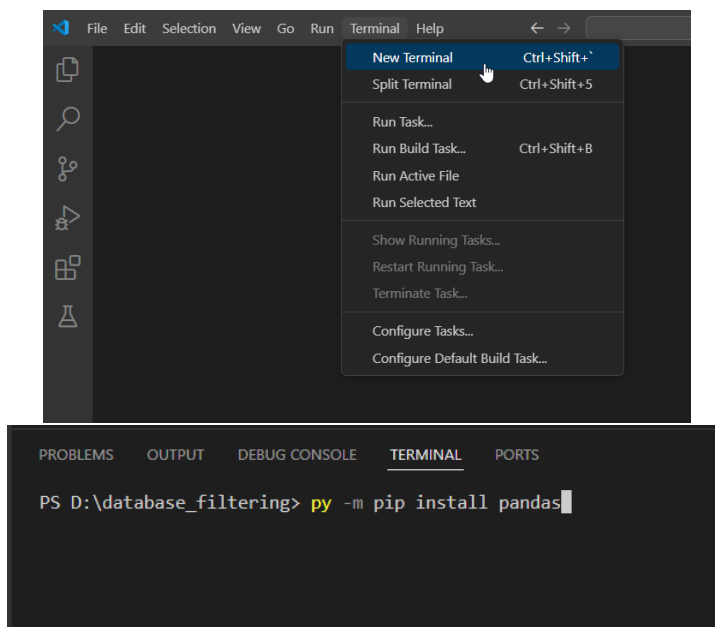 File Edit Selection View Go Run Terminal Help
New Terminal Ctrl+Shift+`
Split Terminal Ctrl+Shift+5
Run Task...
Run Build Task... Ctrl+Shift+B
Run Active File
Run Selected Text
Show Running Tasks...
Restart Running Task...
Terminate Task...
Configure Tasks...
Configure Default Build Task...
PROBLEMS OUTPUT DEBUG CONSOLE TERMINAL PORTS
PS D:\database_filtering> py -m pip install pandas